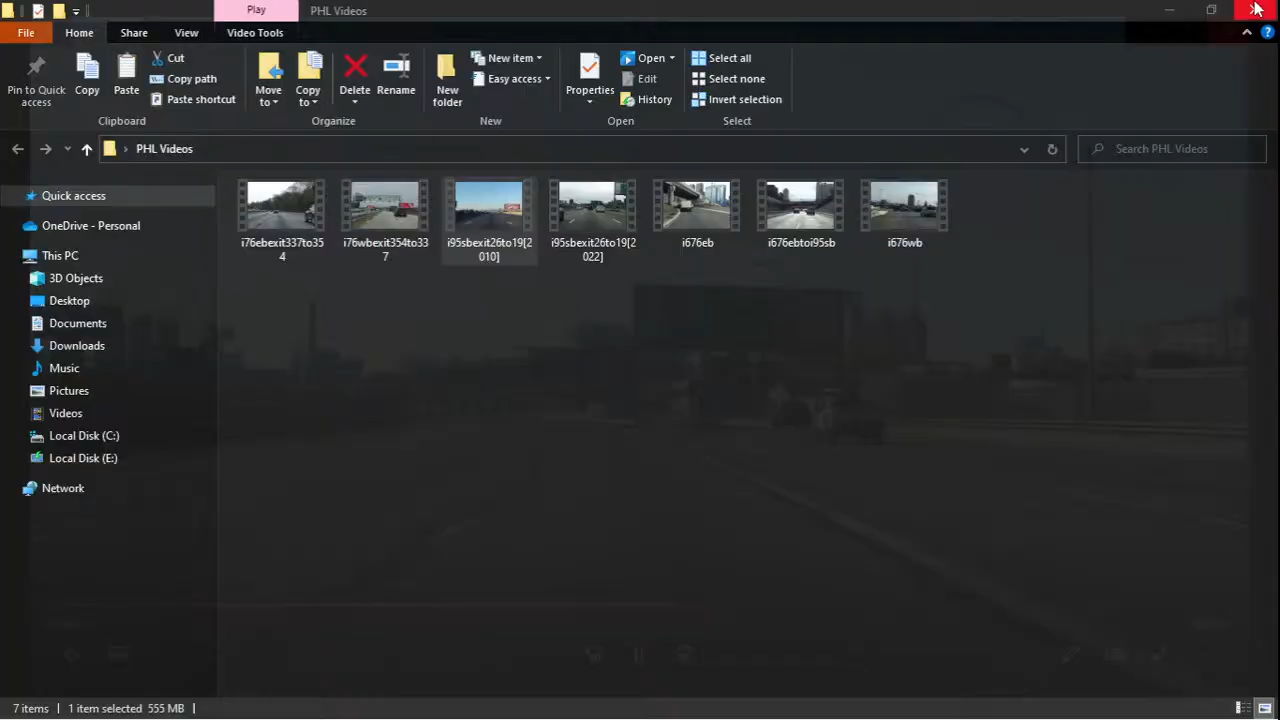 Play
PHL Videos
File
Home
Share
View
Video Tools
Pin to Quick
access
Copy
Paste
Cut
Copy path
Paste shortcut
Clipboard
Move
to
Copy
to
Delete
Rename
Organize
New
folder
New item
Easy access
New
Properties
Open
Edit
History
Open
Select all
Select none
Invert selection
Select
PHL Videos
Search PHL Videos
Quick access
OneDrive - Personal
This PC
3D Objects
Desktop
Documents
Downloads
Music
Pictures
Videos
Local Disk (C:)
Local Disk (E:)
Network
i76ebexit337to35
4
i76wbexit354to33
7
i95sbexit26to19[2
010]
i95sbexit26to19[2
022]
i676eb
i676ebtoi95sb
i676wb
7 items
1 item selected 555 MB